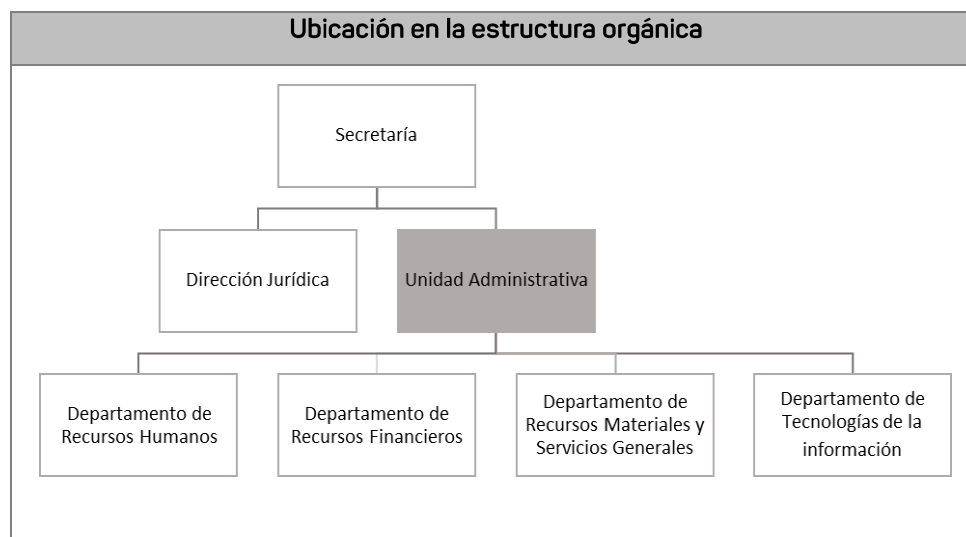 Ubicación en la estructura orgánica
Secretaría
Dirección Jurídica
Unidad Administrativa
Departamento de
Recursos Humanos
Departamento de
Recursos Financieros
Departamento de
Recursos Materiales y
Servicios Generales
Departamento de
Tecnologías de la
información